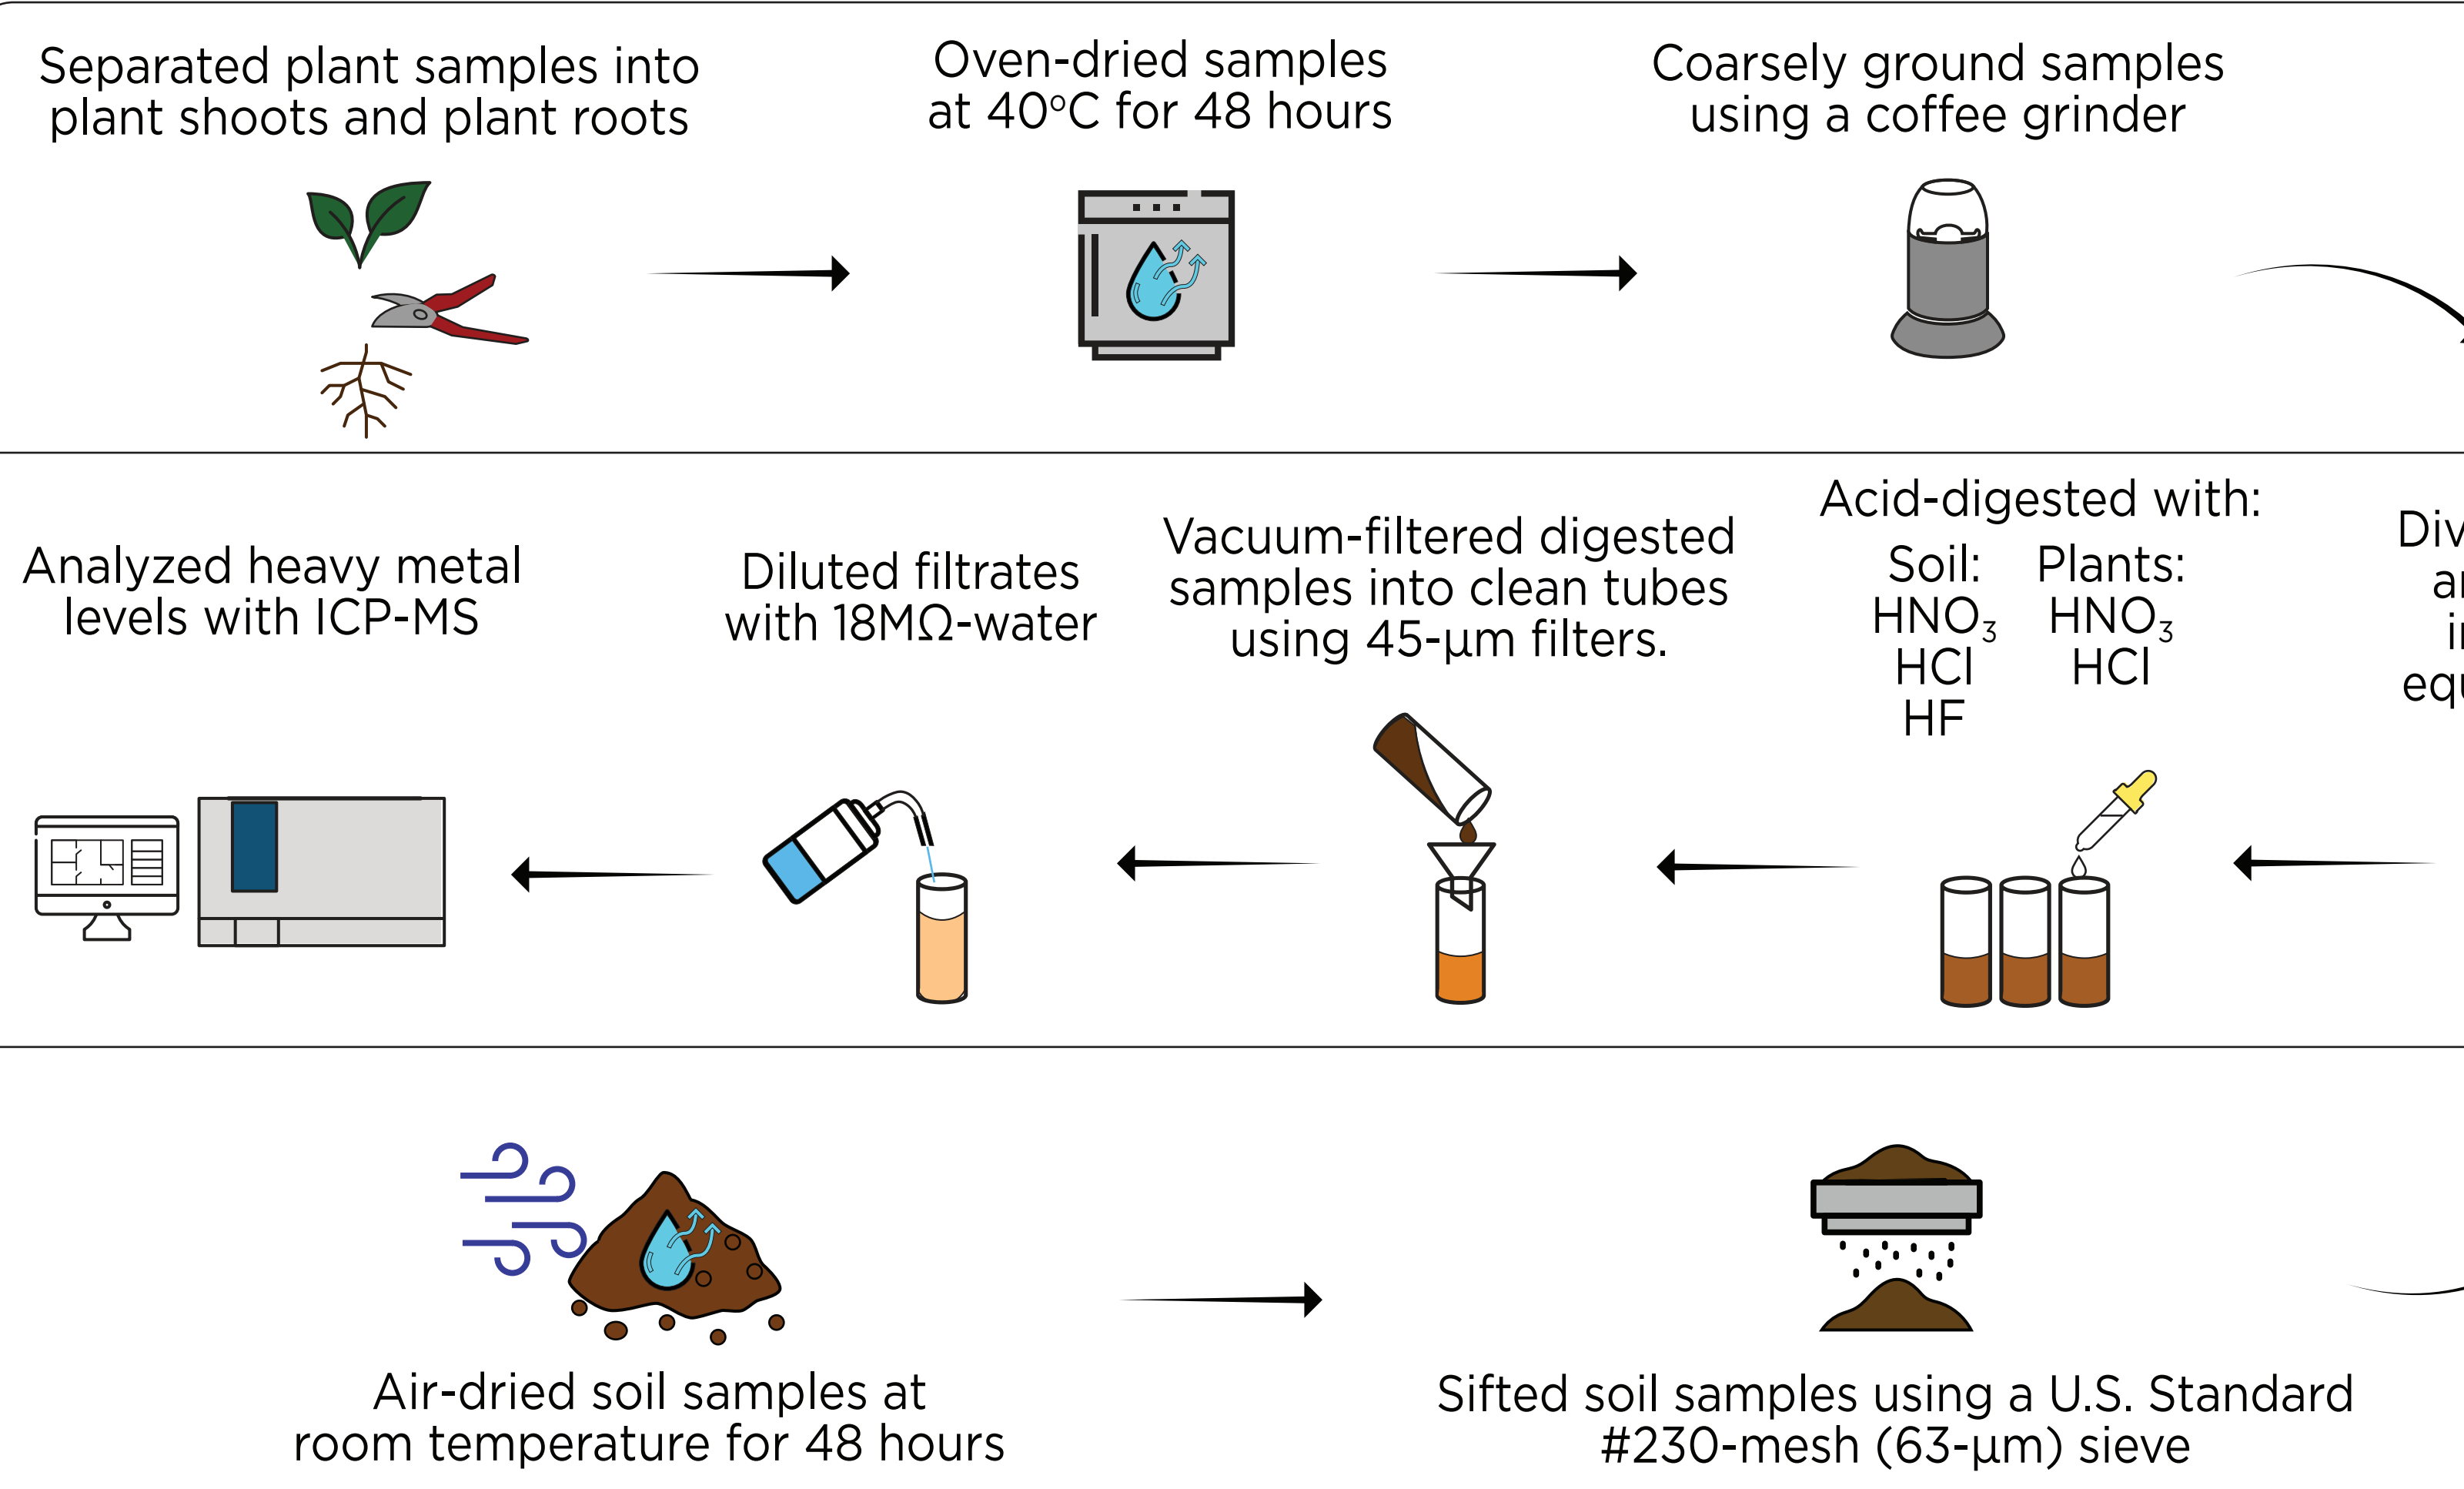 Separated plant samples into
plant shoots and plant roots
Oven-dried samples
at 40°C for 48 hours
Coarsely ground samples
using a coffee grinder
Analyzed heavy metal
levels with ICP-MS
Diluted filtrates
with 18MΩ-water
Vacuum-filtered digested
samples into clean tubes
using 45-μm filters.
Acid-digested with:
Soil:
HNO₃
HCl
HF
Plants:
HNO₃
HCl
Air-dried soil samples at
room temperature for 48 hours
Sifted soil samples using a U.S. Standard
#230-mesh (63-μm) sieve